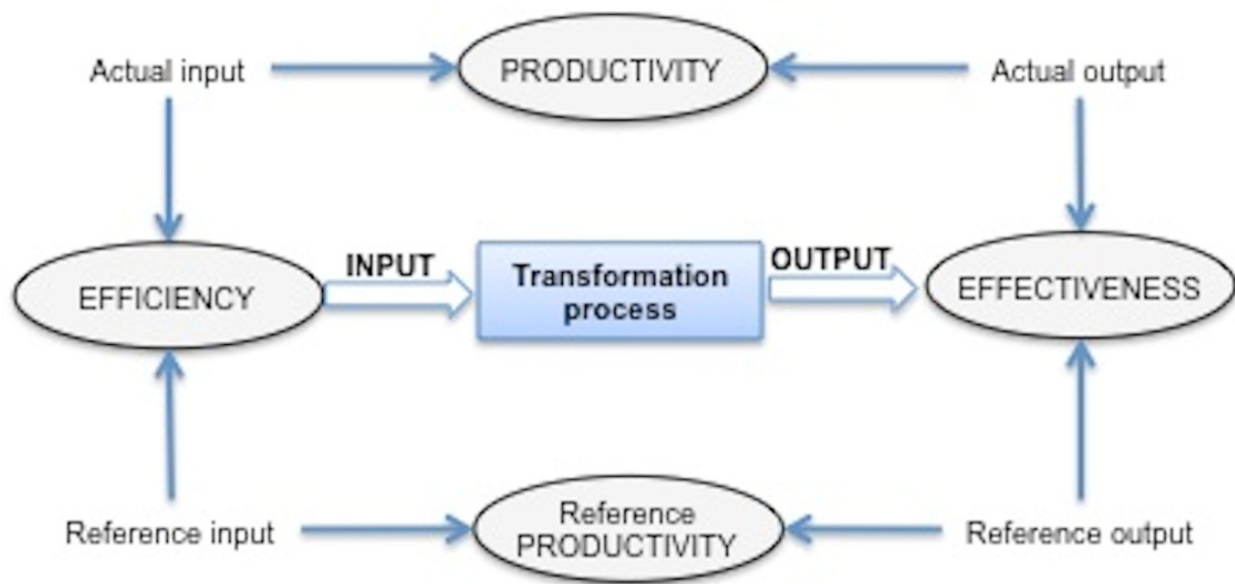 Actual input
PRODUCTIVITY
Actual output
EFFICIENCY
INPUT
Transformation
process
OUTPUT
EFFECTIVENESS
Reference input
Reference
PRODUCTIVITY
Reference output